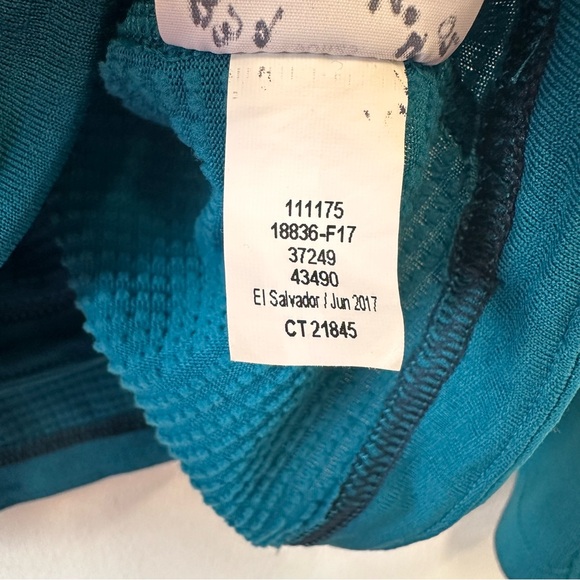 111175
18836-F17
37249
43490
El Salvador / Jun 2017
CT 21845